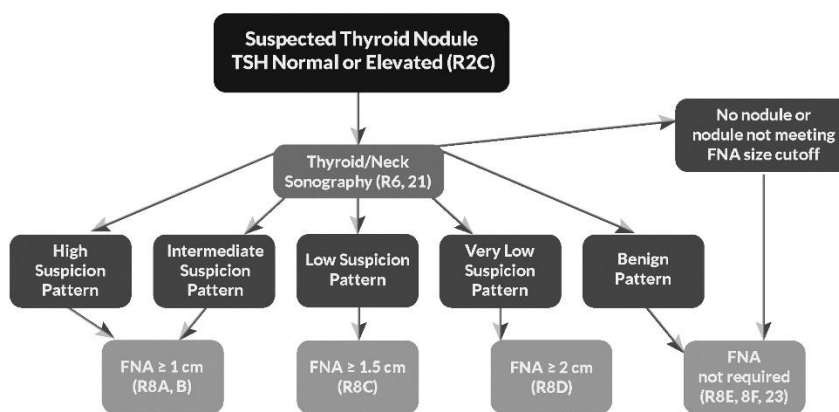 Suspected Thyroid Nodule
TSH Normal or Elevated (R2C)
No nodule or
nodule not meeting
FNA size cutoff
Thyroid/Neck
Sonography (R6, 21)
High
Suspicion
Pattern
Intermediate
Suspicion
Pattern
Low Suspicion
Pattern
Very Low
Suspicion
Pattern
Benign
Pattern
FNA ≥ 1 cm
(R8A, B)
FNA ≥ 1.5 cm
(R8C)
FNA ≥ 2 cm
(R8D)
FNA
not required
(R8E, 8F, 23)